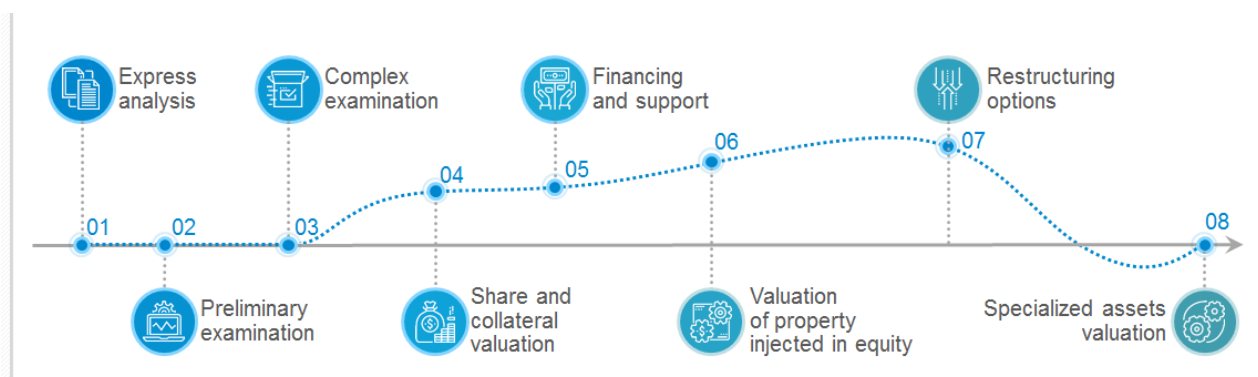 Express
analysis
Complex
examination
Financing
and support
Restructuring
options
01
02
03
04
05
06
07
08
Preliminary
examination
Share and
collateral
valuation
Valuation
of property
injected in equity
Specialized assets
valuation